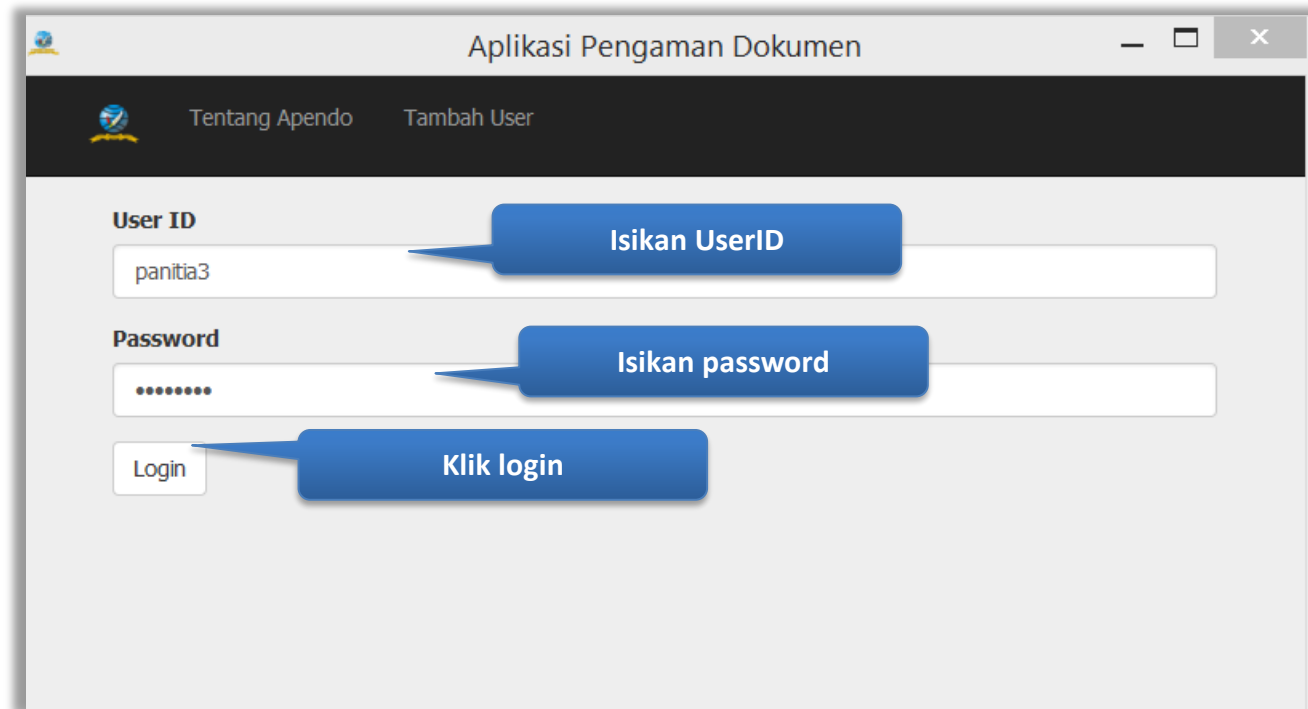 Aplikasi Pengaman Dokumen
Tentang Apendo Tambah User
User ID
Isikan UserID
panitia3
Password
Isikan password
••••••••
Login
Klik login